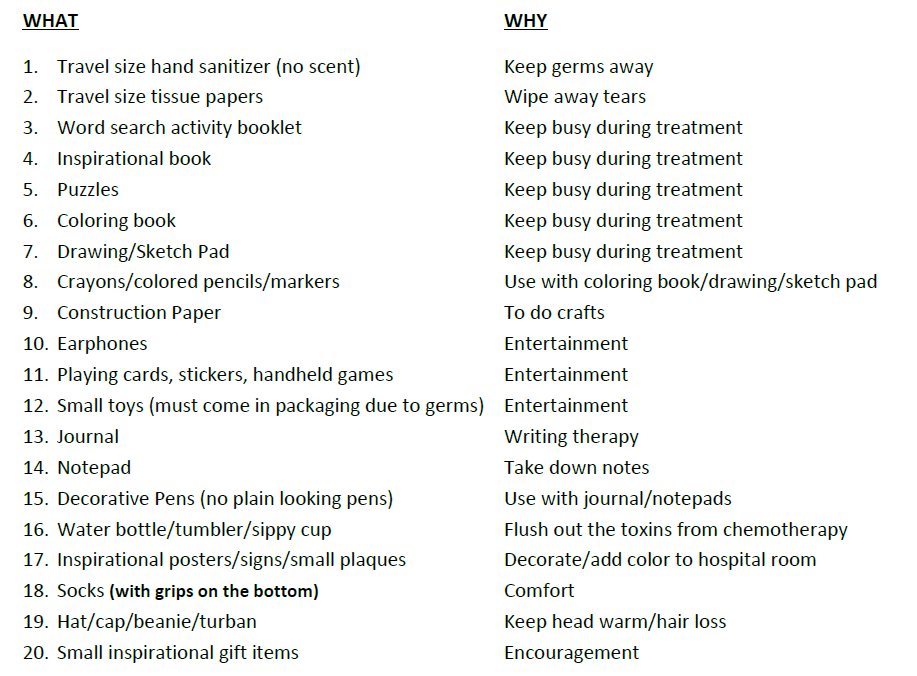 WHAT WHY
1. Travel size hand sanitizer (no scent) Keep germs away
2. Travel size tissue papers Wipe away tears
3. Word search activity booklet Keep busy during treatment
4. Inspirational book Keep busy during treatment
5. Puzzles Keep busy during treatment
6. Coloring book Keep busy during treatment
7. Drawing/Sketch Pad Keep busy during treatment
8. Crayons/colored pencils/markers Use with coloring book/drawing/sketch pad
9. Construction Paper To do crafts
10. Earphones Entertainment
11. Playing cards, stickers, handheld games Entertainment
12. Small toys (must come in packaging due to germs) Entertainment
13. Journal Writing therapy
14. Notepad Take down notes
15. Decorative Pens (no plain looking pens) Use with journal/notepads
16. Water bottle/tumbler/sippy cup Flush out the toxins from chemotherapy
17. Inspirational posters/signs/small plaques Decorate/add color to hospital room
18. Socks (with grips on the bottom) Comfort
19. Hat/cap/beanie/turban Keep head warm/hair loss
20. Small inspirational gift items Encouragement